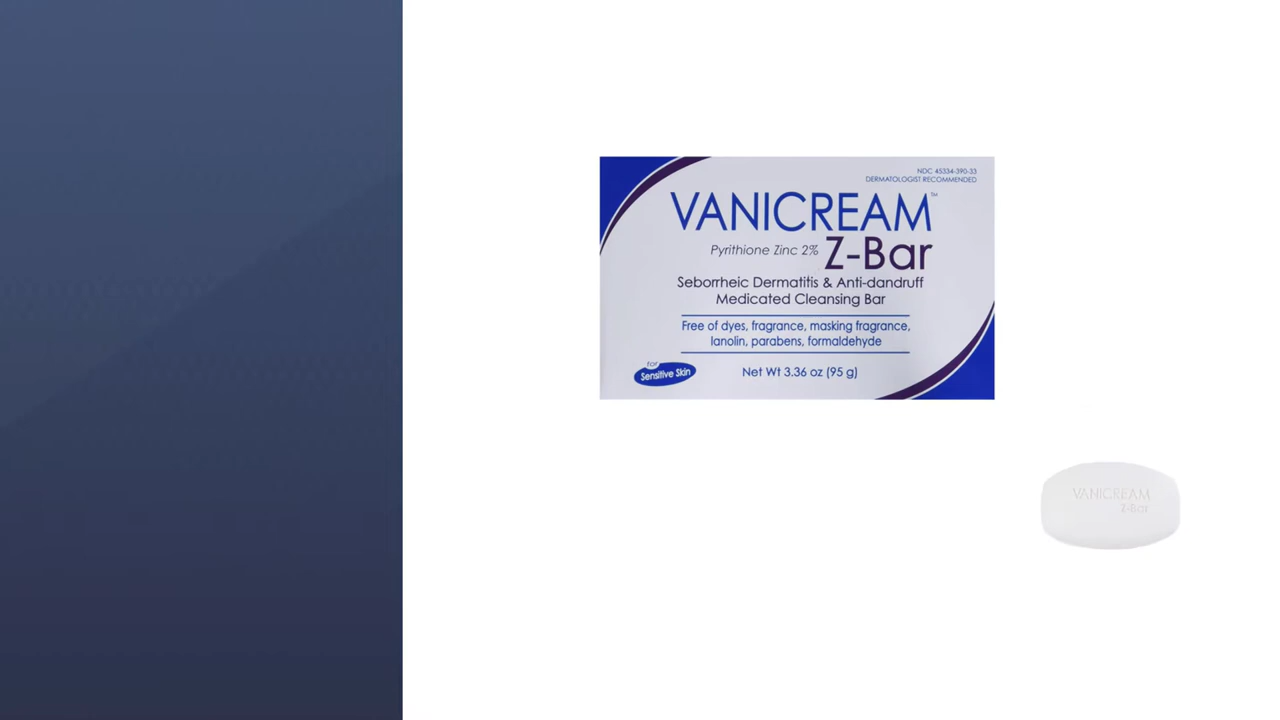 NDC 45334-390-33
DERMATOLOGIST RECOMMENDED
VANICREAM™
Pyrithione Zinc 2% Z-Bar
Seborrheic Dermatitis & Anti-dandruff
Medicated Cleansing Bar
Free of dyes, fragrance, masking fragrance,
lanolin, parabens, formaldehyde
for
Sensitive Skin
Net Wt 3.36 oz (95 g)
VANICREAM
Z-Bar